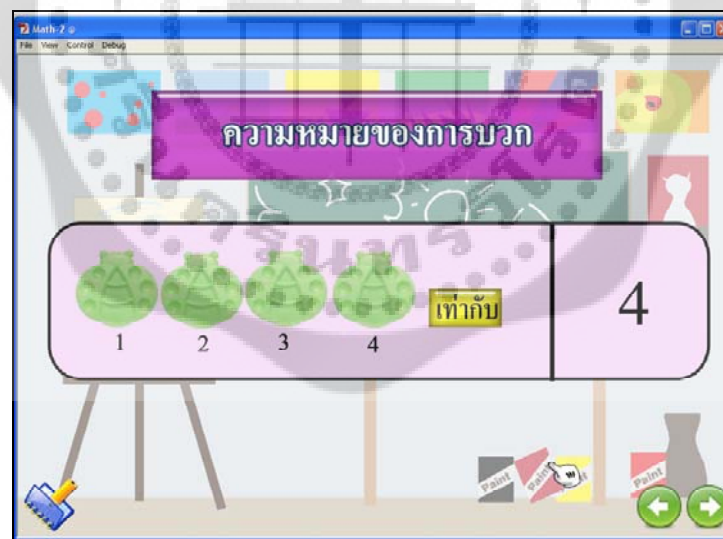 Math-2
File View Control Debug
ความหมายของการบวก
เท่ากับ
4
1 2 3 4
Paint
Paint
Paint